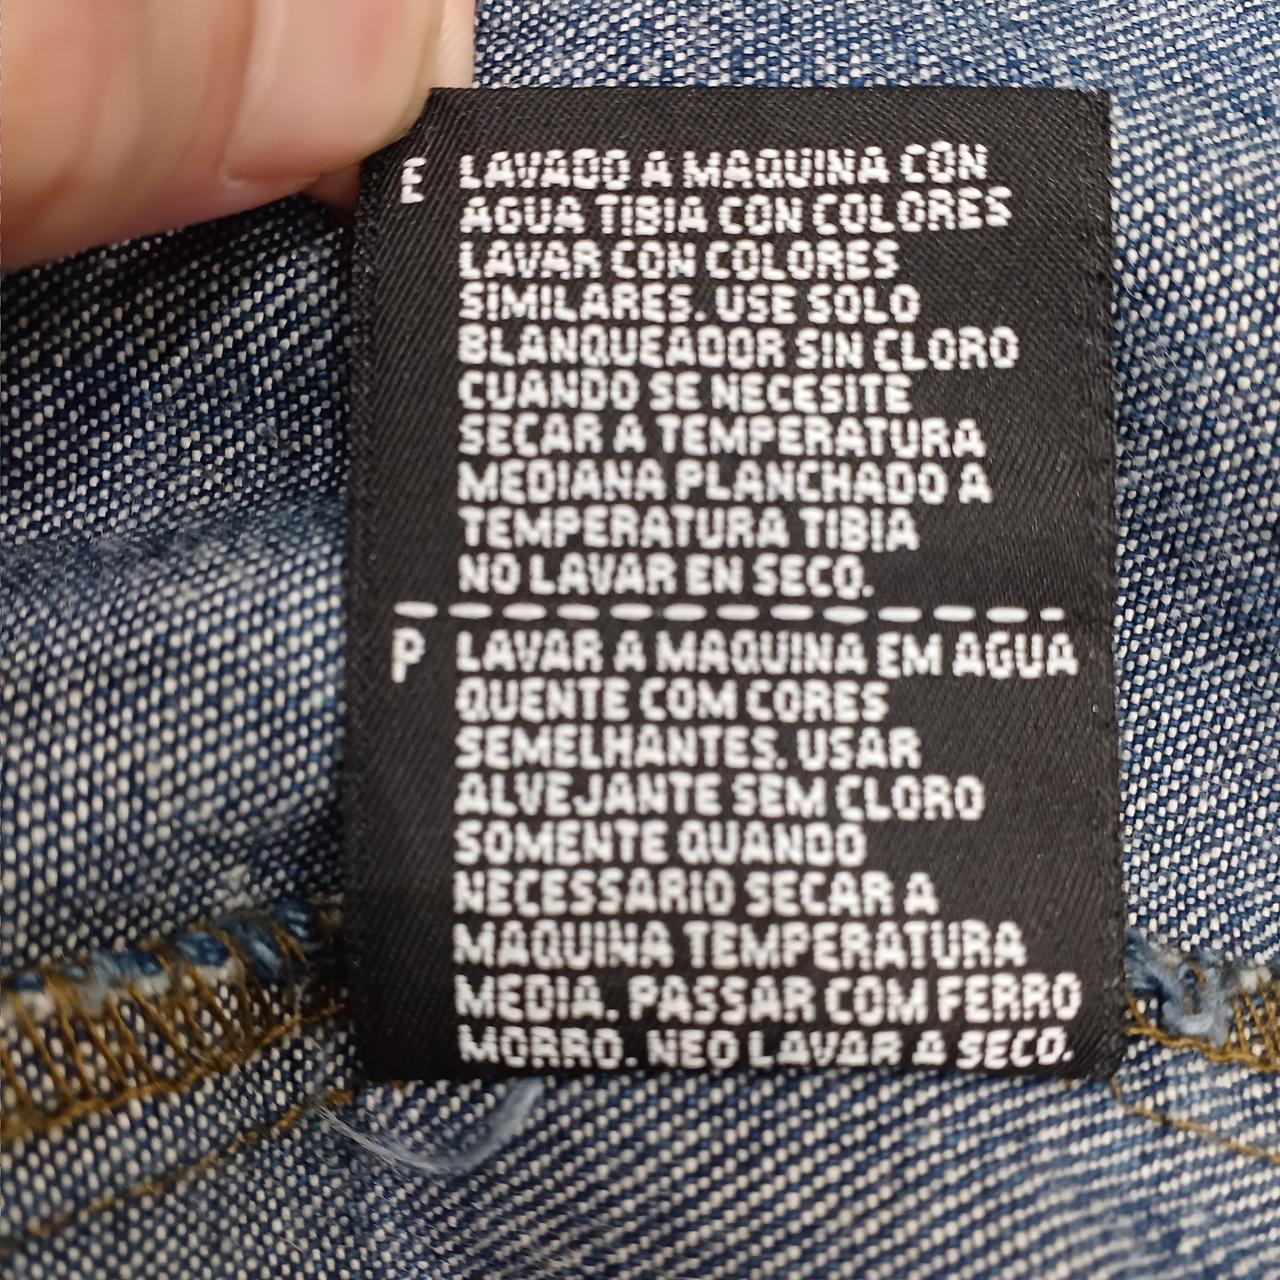 E LAVADO A MAQUINA CON
AGUA TIBIA CON COLORES
LAVAR CON COLORES
SIMILARES. USE SOLO
BLANQUEADOR SIN CLORO
CUANDO SE NECESITE
SECAR A TEMPERATURA
MEDIANA PLANCHADO A
TEMPERATURA TIBIA
NO LAVAR EN SECO.
P LAVAR A MAQUINA EM AGUA
QUENTE COM CORES
SEMELHANTES. USAR
ALVEJANTE SEM CLORO
SOMENTE QUANDO
NECESSARIO SECAR A
MAQUINA TEMPERATURA
MEDIA. PASSAR COM FERRO
MORRO. NEO LAVAR A SECO.